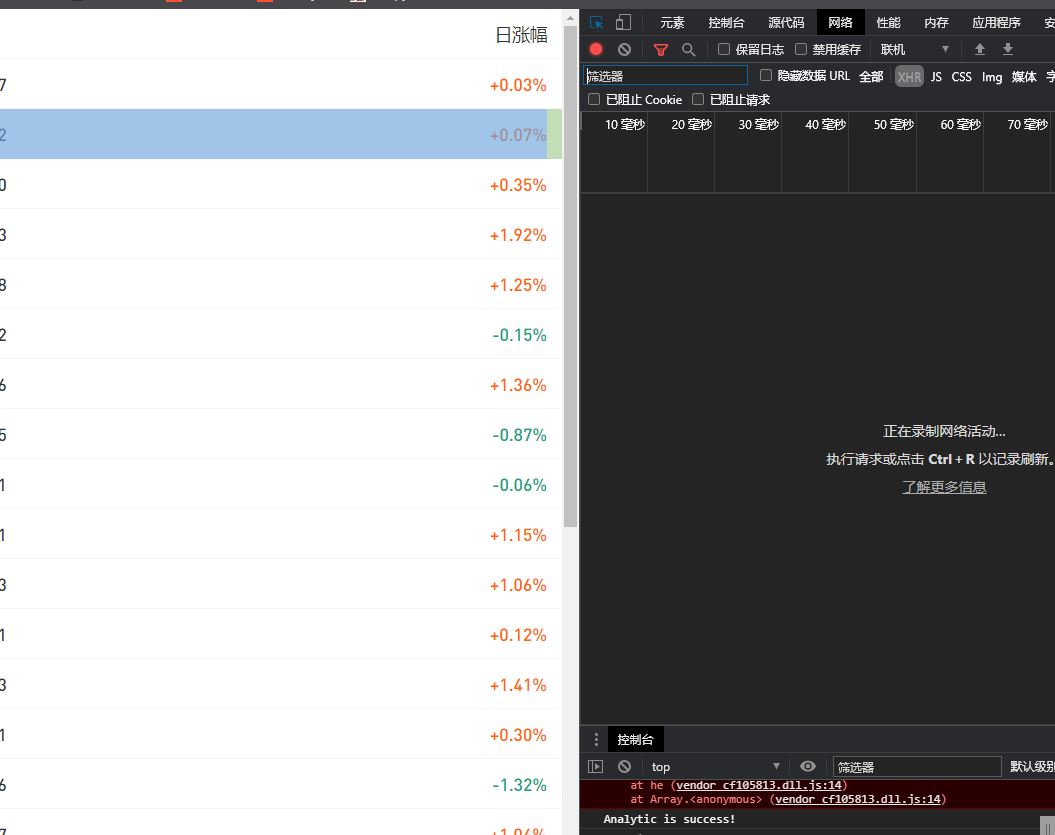 日涨幅
7 +0.03%
2 +0.07%
0 +0.35%
3 +1.92%
8 +1.25%
2 -0.15%
6 +1.36%
5 -0.87%
1 -0.06%
1 +1.15%
3 +1.06%
1 +0.12%
3 +1.41%
1 +0.30%
6 -1.32%
元素 控制台 源代码 网络 性能 内存 应用程序 安
保留日志 禁用缓存 联机
筛选器 隐藏数据 URL 全部 XHR JS CSS Img 媒体 字
已阻止 Cookie 已阻止请求
10 毫秒 20 毫秒 30 毫秒 40 毫秒 50 毫秒 60 毫秒 70 毫秒
正在录制网络活动...
执行请求或点击 Ctrl + R 以记录刷新。
了解更多信息
控制台
top 筛选器 默认级别
at he (vendor_cf105813.dll.js:14)
at Array.<anonymous> (vendor_cf105813.dll.js:14)
Analytic is success!